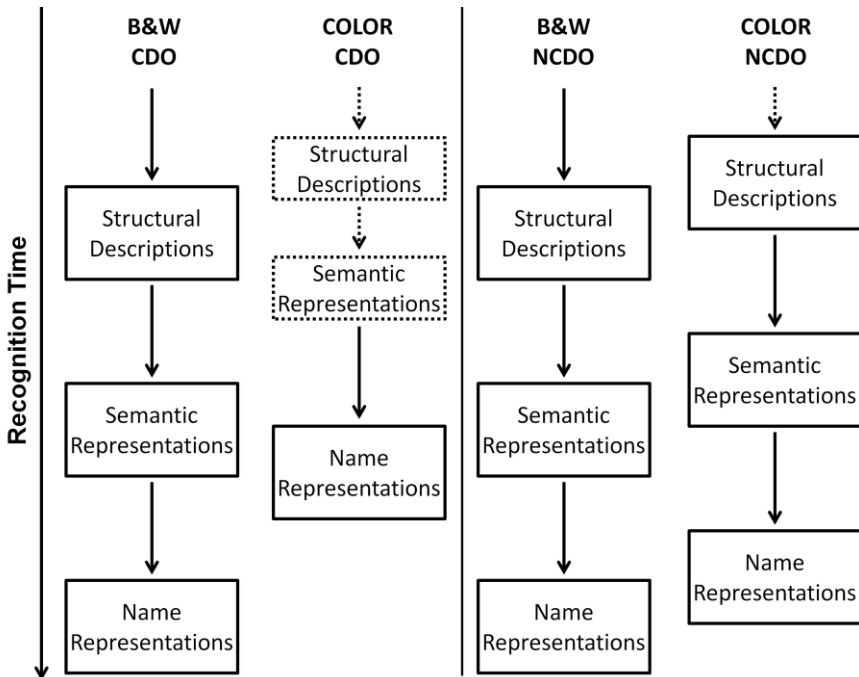 Recognition Time
B&W
CDO
Structural
Descriptions
Semantic
Representations
Name
Representations
COLOR
CDO
Structural
Descriptions
Semantic
Representations
Name
Representations
B&W
NCDO
Structural
Descriptions
Semantic
Representations
Name
Representations
COLOR
NCDO
Structural
Descriptions
Semantic
Representations
Name
Representations